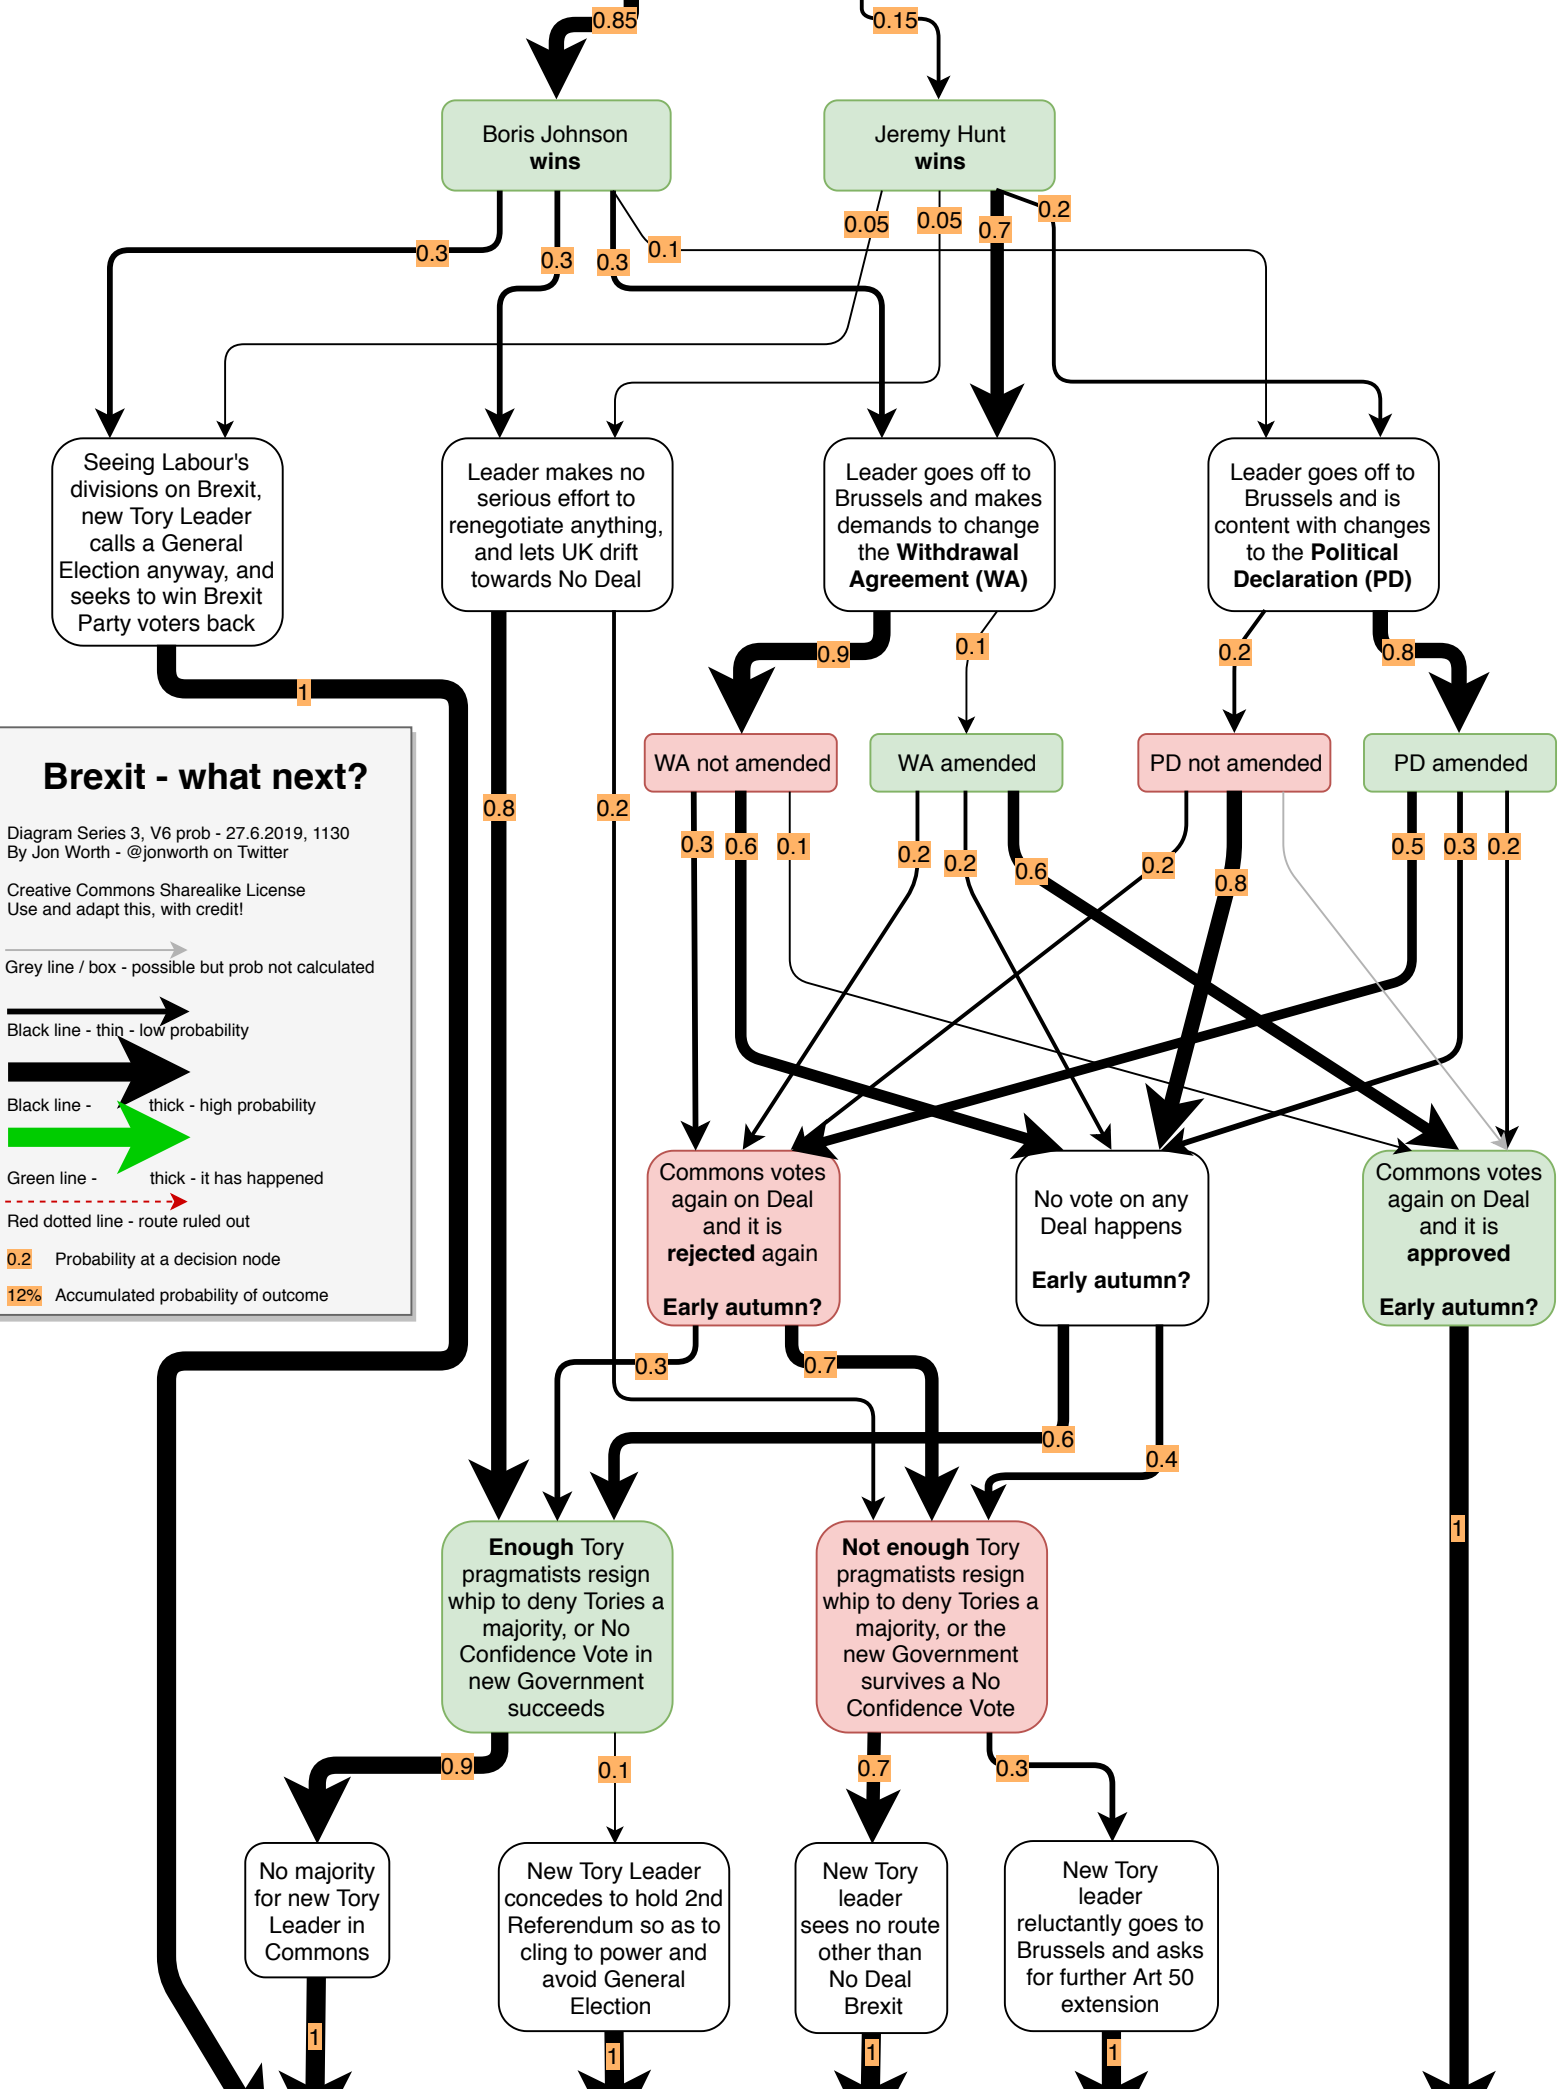 0.85
0.15
Boris Johnson
wins
Jeremy Hunt
wins
0.3
0.3
0.3
0.1
0.05
0.05
0.7
0.2
Seeing Labour's
divisions on Brexit,
new Tory Leader
calls a General
Election anyway, and
seeks to win Brexit
Party voters back
Leader makes no
serious effort to
renegotiate anything,
and lets UK drift
towards No Deal
Leader goes off to
Brussels and makes
demands to change
the Withdrawal
Agreement (WA)
Leader goes off to
Brussels and is
content with changes
to the Political
Declaration (PD)
1
0.9
0.1
0.2
0.8
WA not amended
WA amended
PD not amended
PD amended
Brexit - what next?
Diagram Series 3, V6 prob - 27.6.2019, 1130
By Jon Worth - @jonworth on Twitter
Creative Commons Sharealike License
Use and adapt this, with credit!
Grey line / box - possible but prob not calculated
Black line - thin - low probability
Black line - thick - high probability
Green line - thick - it has happened
Red dotted line - route ruled out
0.2 Probability at a decision node
12% Accumulated probability of outcome
0.8
0.2
0.3
0.6
0.1
0.2
0.2
0.6
0.2
0.8
0.5
0.3
0.2
Commons votes
again on Deal
and it is
rejected again
Early autumn?
No vote on any
Deal happens
Early autumn?
Commons votes
again on Deal
and it is
approved
Early autumn?
0.3
0.7
0.6
0.4
1
Enough Tory
pragmatists resign
whip to deny Tories a
majority, or No
Confidence Vote in
new Government
succeeds
Not enough Tory
pragmatists resign
whip to deny Tories a
majority, or the
new Government
survives a No
Confidence Vote
0.9
0.1
0.7
0.3
No majority
for new Tory
Leader in
Commons
New Tory Leader
concedes to hold 2nd
Referendum so as to
cling to power and
avoid General
Election
New Tory
leader
sees no route
other than
No Deal
Brexit
New Tory
leader
reluctantly goes to
Brussels and asks
for further Art 50
extension
1
1
1
1